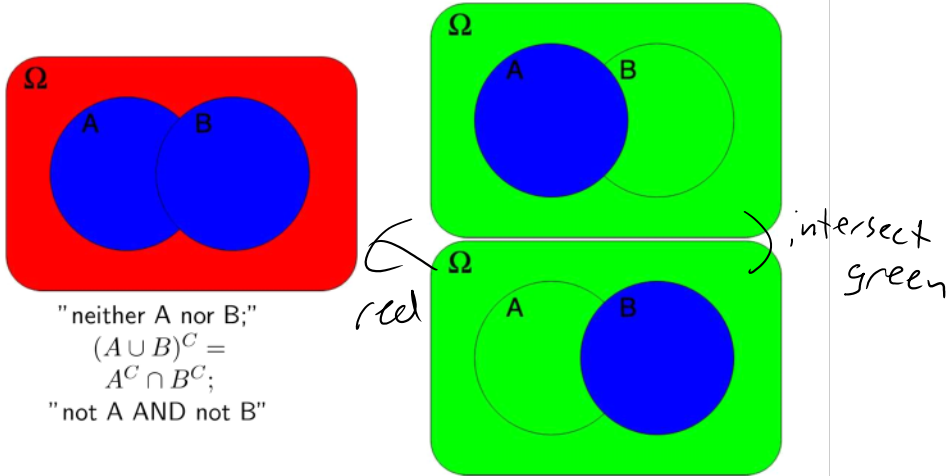 Ω
A B
"neither A nor B;"
(A ∪ B)^C =
A^C ∩ B^C;
"not A AND not B"
Ω
A B
Ω
A B
red
intersect
green